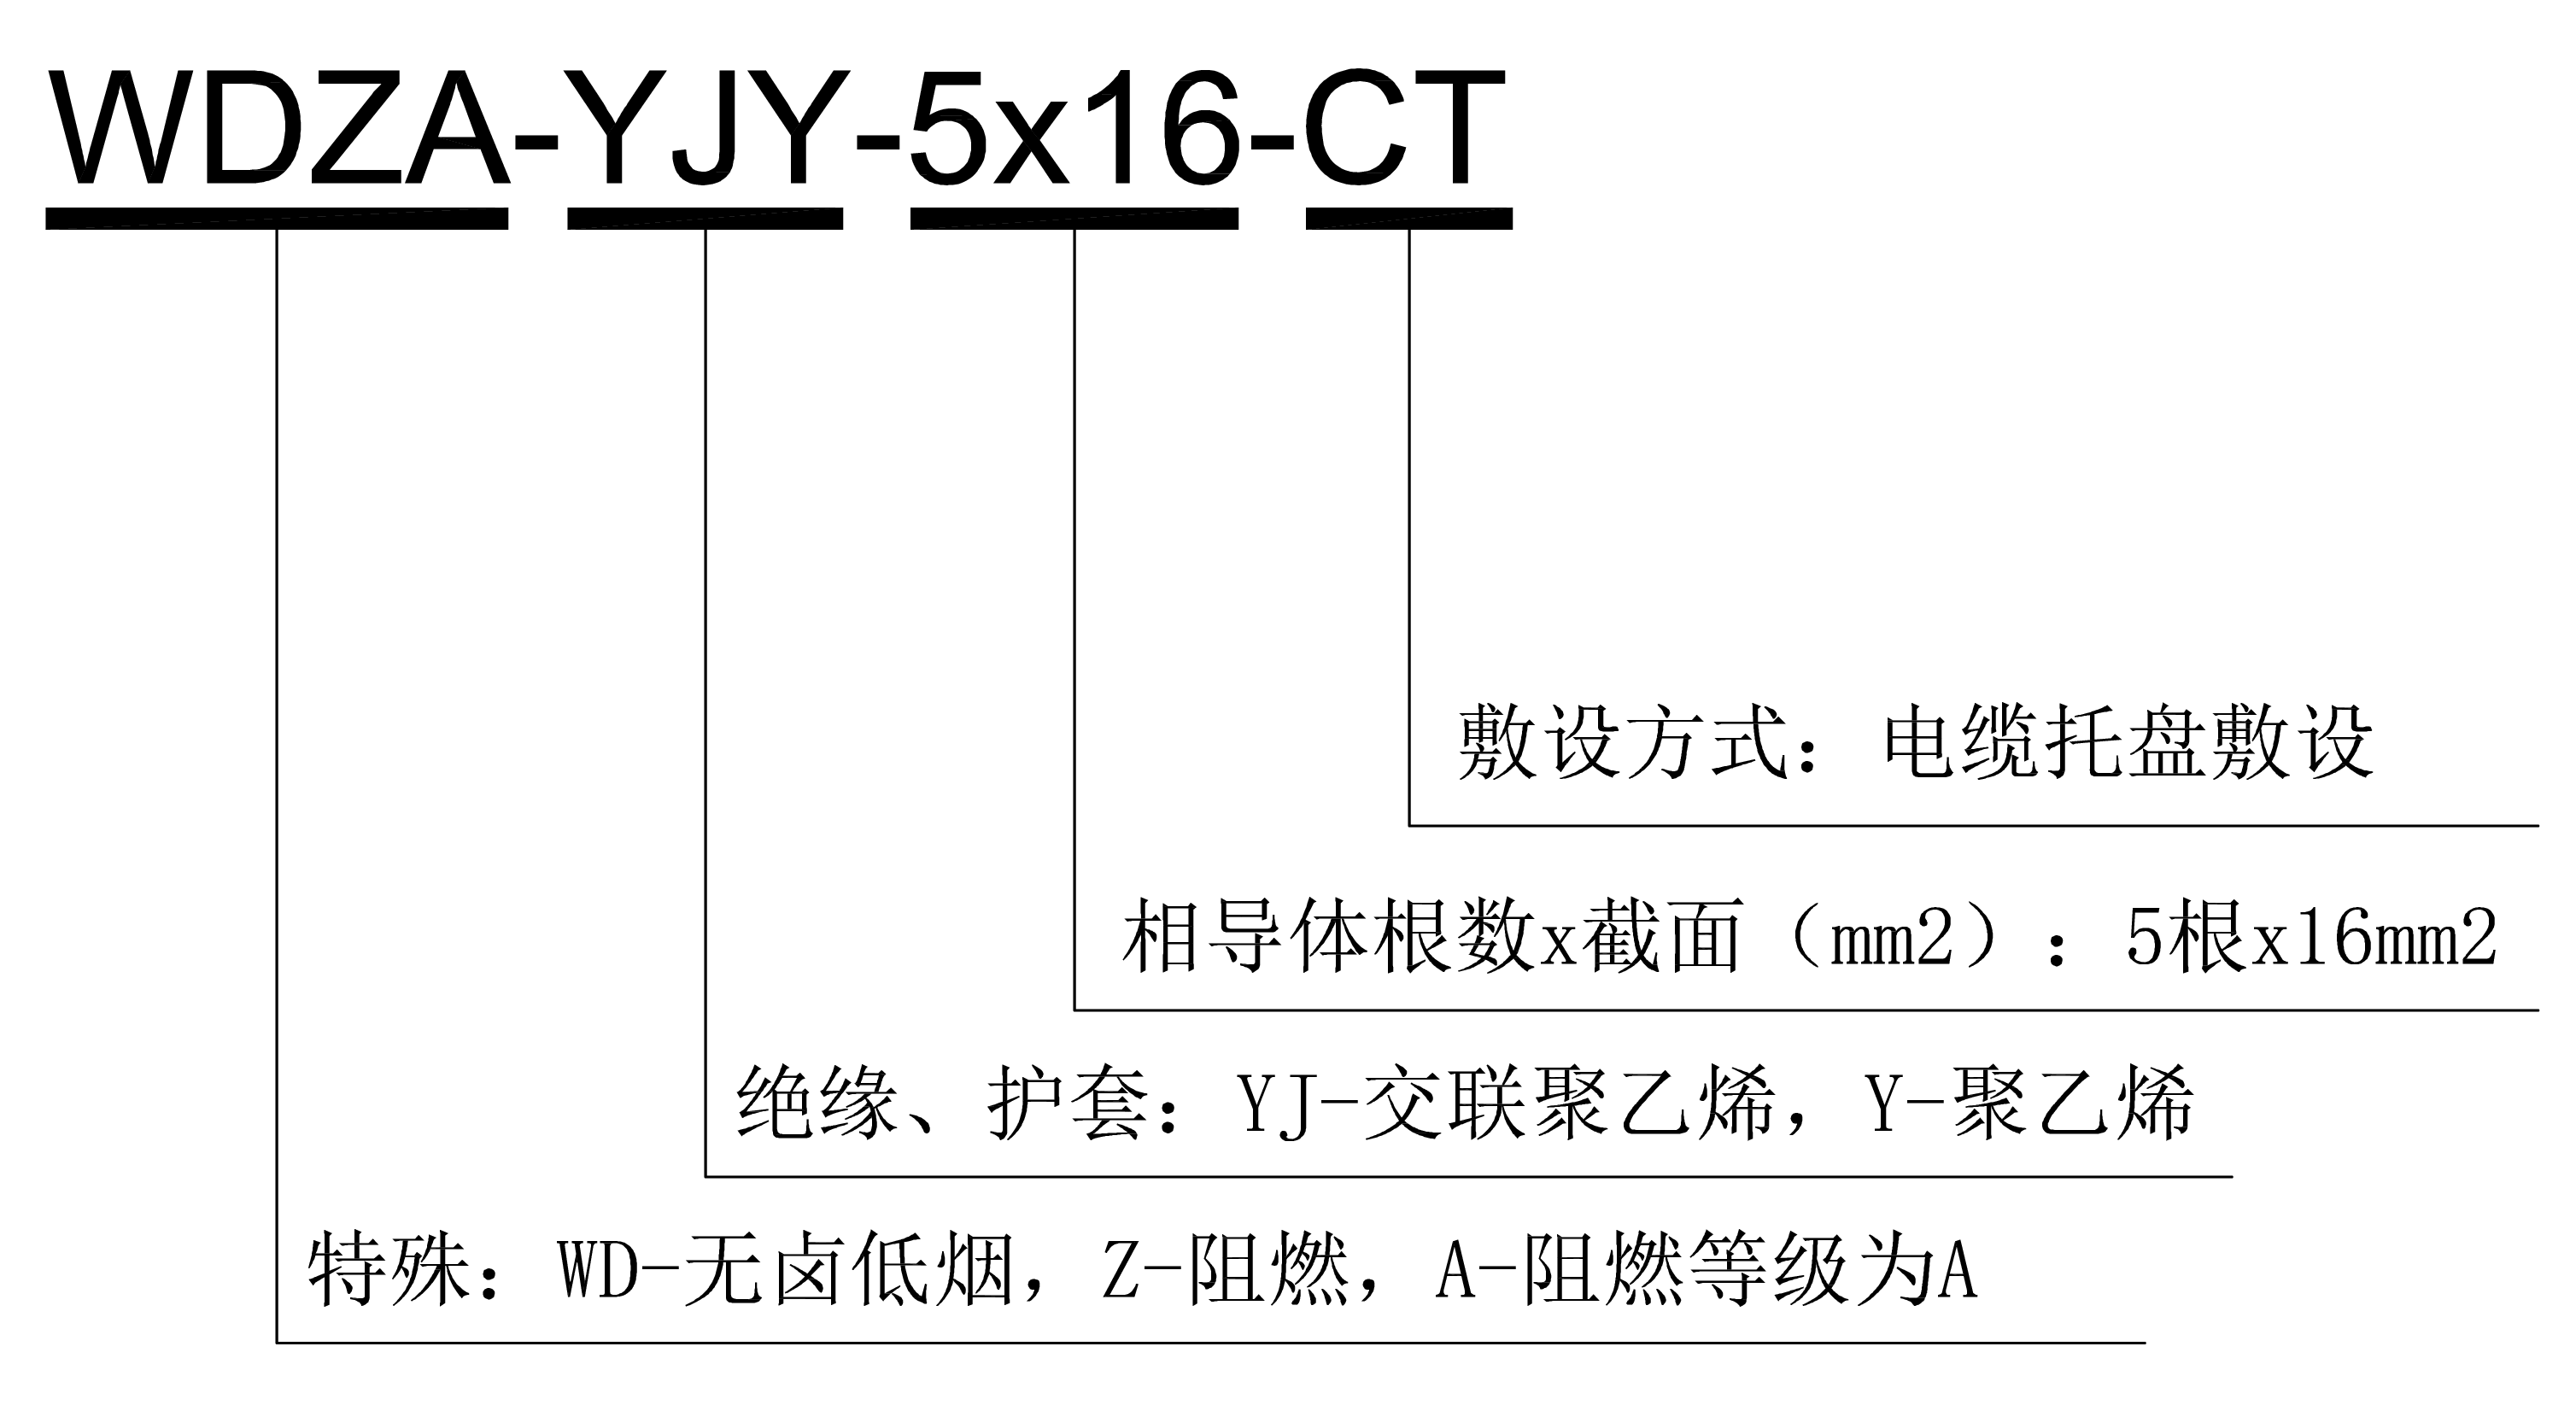 WDZA-YJY-5x16-CT
敷设方式：电缆托盘敷设
相导体根数x截面（mm2）：5根x16mm2
绝缘、护套：YJ-交联聚乙烯，Y-聚乙烯
特殊：WD-无卤低烟，Z-阻燃，A-阻燃等级为A